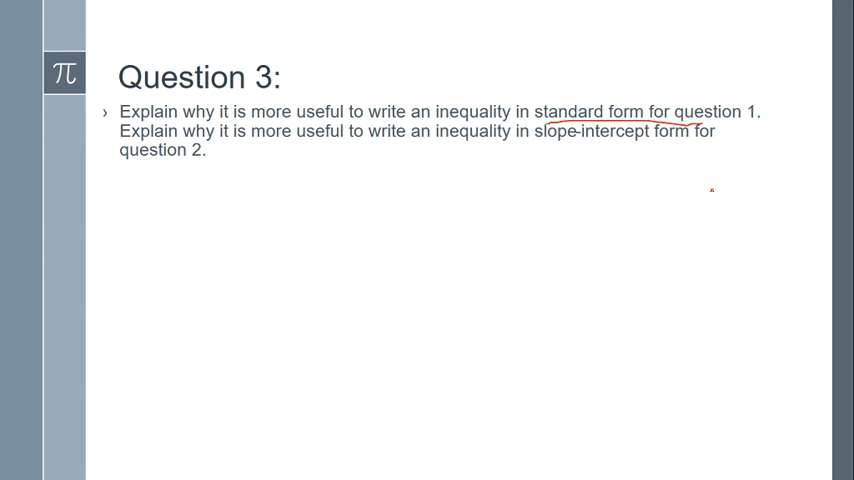 π
Question 3:
› Explain why it is more useful to write an inequality in standard form for question 1.
Explain why it is more useful to write an inequality in slope-intercept form for
question 2.